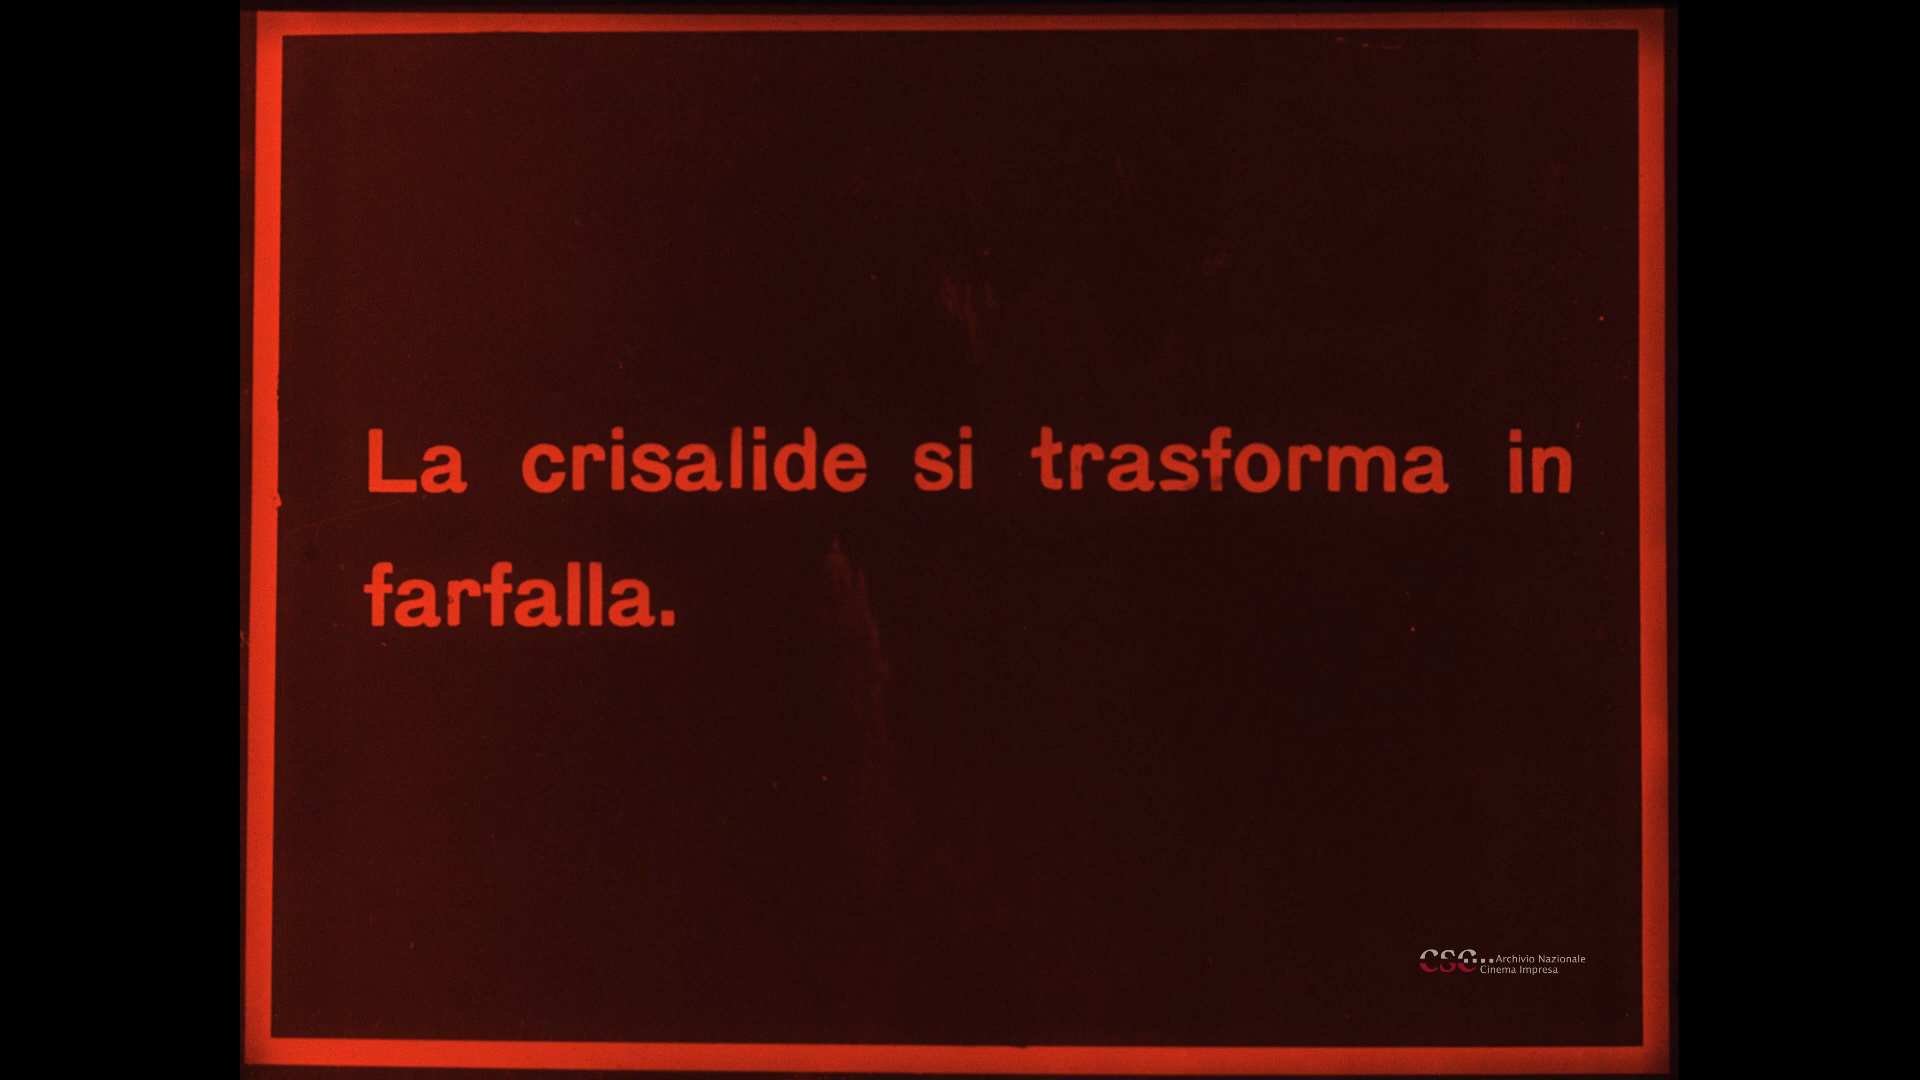 La crisalide si trasforma in
farfalla.
CSC Archivio Nazionale
Cinema Impresa